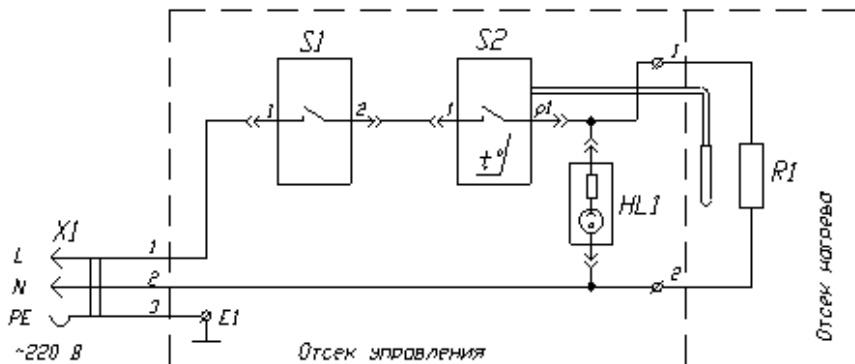 S1
S2
1
1
2
1
p1
t°
HL1
R1
X1
L
1
N
2
2
PE
3
E1
~220 В
Отсек управления
Отсек нагрева